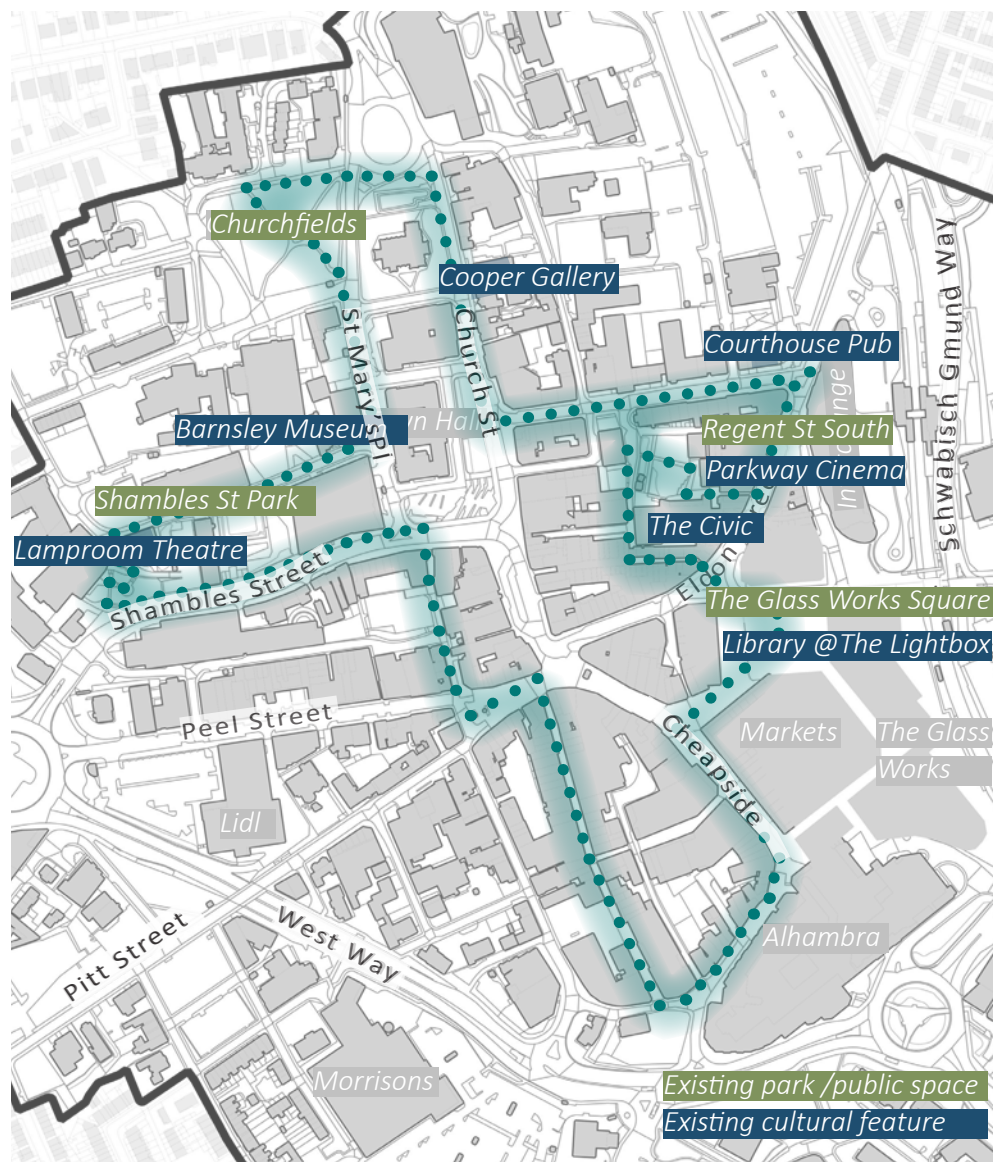 Churchfields
Schwabisch Gmund Way
Cooper Gallery
St Mary's Pl
Church St
Courthouse Pub
Barnsley Museum
wn Hal
Regent St South
Parkway Cinema
Shambles St Park
The Civic
Lamproom Theatre
Shambles Street
Eldon
The Glass Works Square
Library @The Lightbox
Peel Street
Cheapside
Markets
The Glass
Works
Lidl
West Way
Pitt Street
Alhambra
Morrisons
Existing park /public space
Existing cultural feature